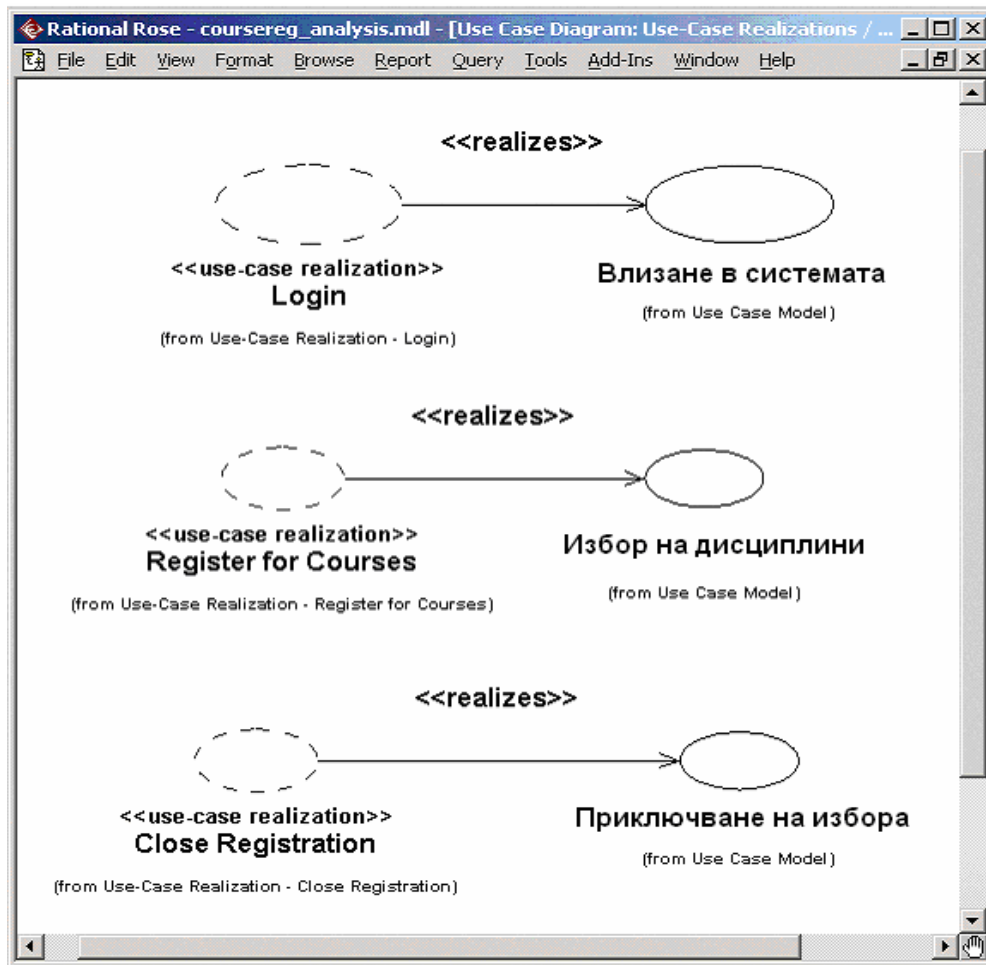 Rational Rose - coursereg_analysis.mdl - [Use Case Diagram: Use-Case Realizations / ...
File Edit View Format Browse Report Query Tools Add-Ins Window Help
<<realizes>>
<<use-case realization>>
Login
(from Use-Case Realization - Login)
Влизане в системата
(from Use Case Model)
<<realizes>>
<<use-case realization>>
Register for Courses
(from Use-Case Realization - Register for Courses)
Избор на дисциплини
(from Use Case Model)
<<realizes>>
<<use-case realization>>
Close Registration
(from Use-Case Realization - Close Registration)
Приключване на избора
(from Use Case Model)